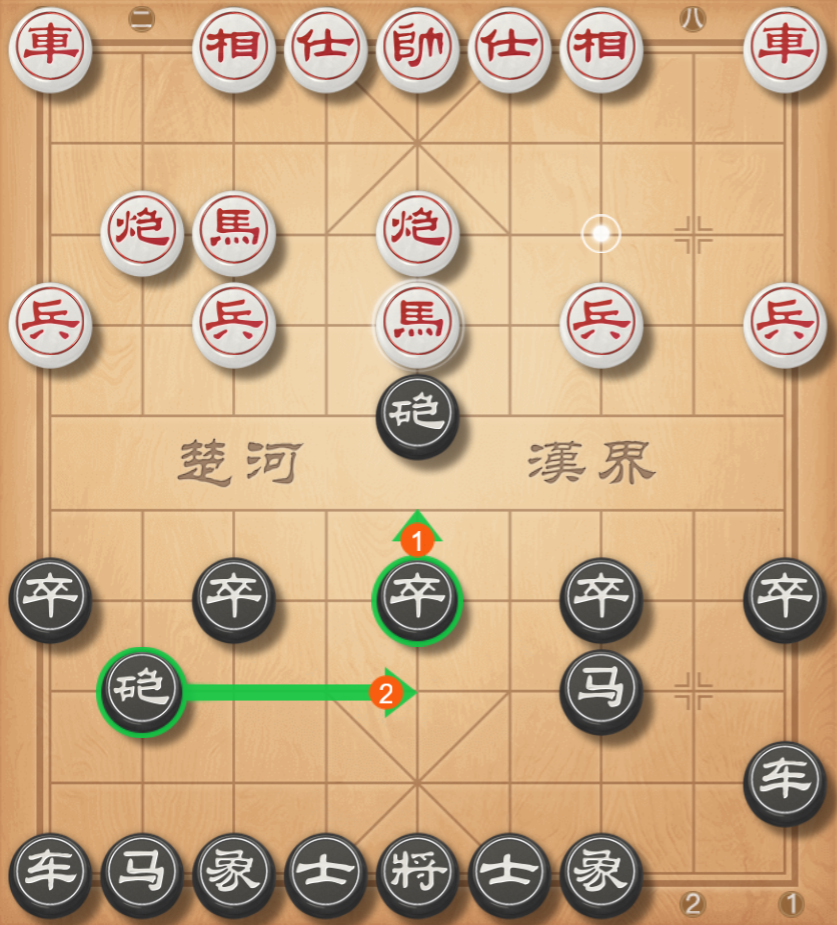 二 八
車 相 仕 帥 仕 相 車
炮 馬 炮
兵 兵 馬 兵 兵
砲
楚河 漢界
1
卒 卒 卒 卒 卒
砲 2 马
车
车 马 象 士 将 士 象
2 1